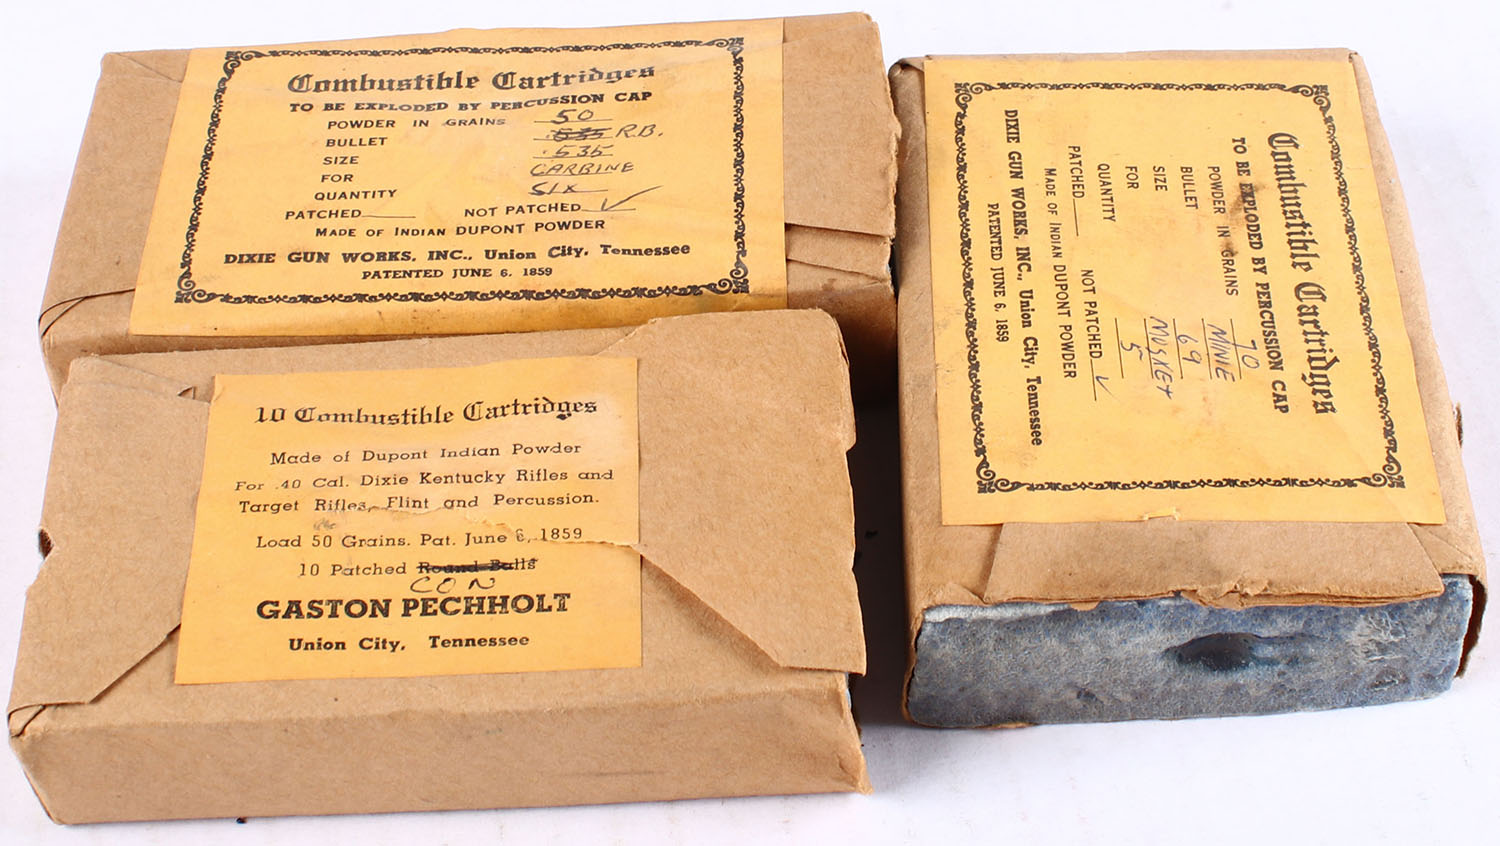 Combustible Cartridges
TO BE EXPLODED BY PERCUSSION CAP
POWDER IN GRAINS 50
BULLET .535 R.B.
SIZE .535
FOR CARBINE
QUANTITY SIX
PATCHED NOT PATCHED ✓
MADE OF INDIAN DUPONT POWDER
DIXIE GUN WORKS, INC., Union City, Tennessee
PATENTED JUNE 6, 1859
10 Combustible Cartridges
Made of Dupont Indian Powder
For .40 Cal. Dixie Kentucky Rifles and
Target Rifles, Flint and Percussion.
Load 50 Grains. Pat. June 6, 1859
10 Patched Round Balls
CON
GASTON PECHHOLT
Union City, Tennessee
Combustible Cartridges
TO BE EXPLODED BY PERCUSSION CAP
POWDER IN GRAINS 70
BULLET MINIE
SIZE 69
FOR MUSKET
QUANTITY 5
PATCHED NOT PATCHED ✓
MADE OF INDIAN DUPONT POWDER
DIXIE GUN WORKS, INC., Union City, Tennessee
PATENTED JUNE 6, 1859